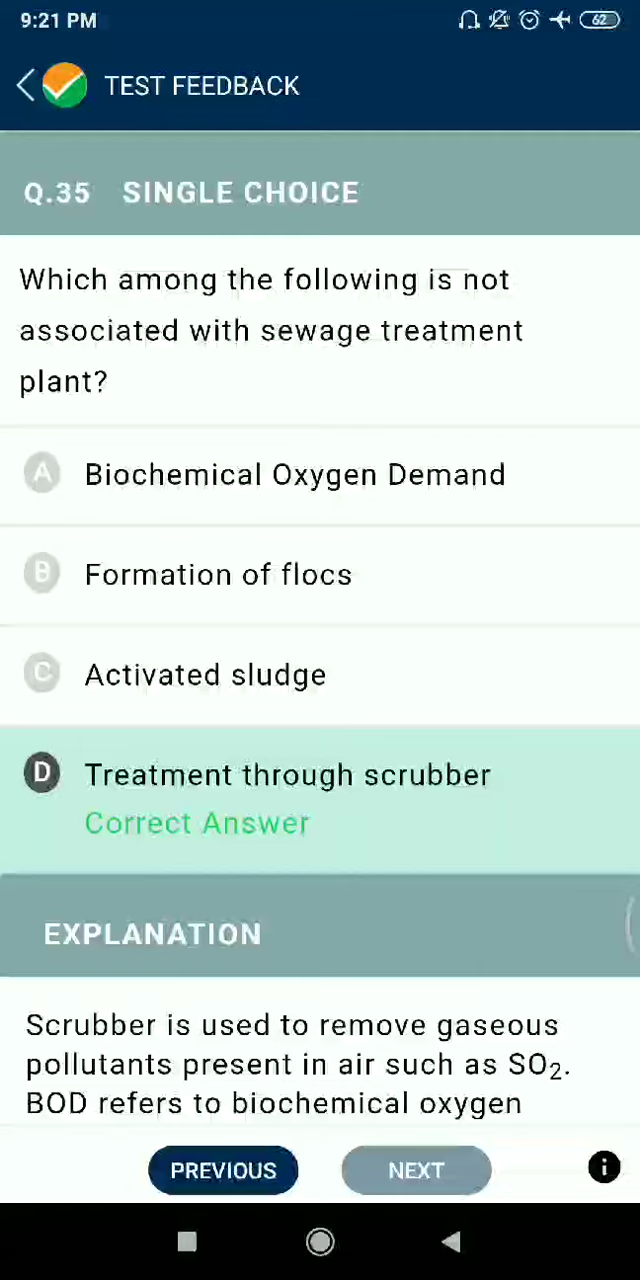 9:21 PM
62
TEST FEEDBACK
Q.35 SINGLE CHOICE
Which among the following is not
associated with sewage treatment
plant?
A Biochemical Oxygen Demand
B Formation of flocs
C Activated sludge
D Treatment through scrubber
Correct Answer
EXPLANATION
Scrubber is used to remove gaseous
pollutants present in air such as SO₂.
BOD refers to biochemical oxygen
PREVIOUS NEXT